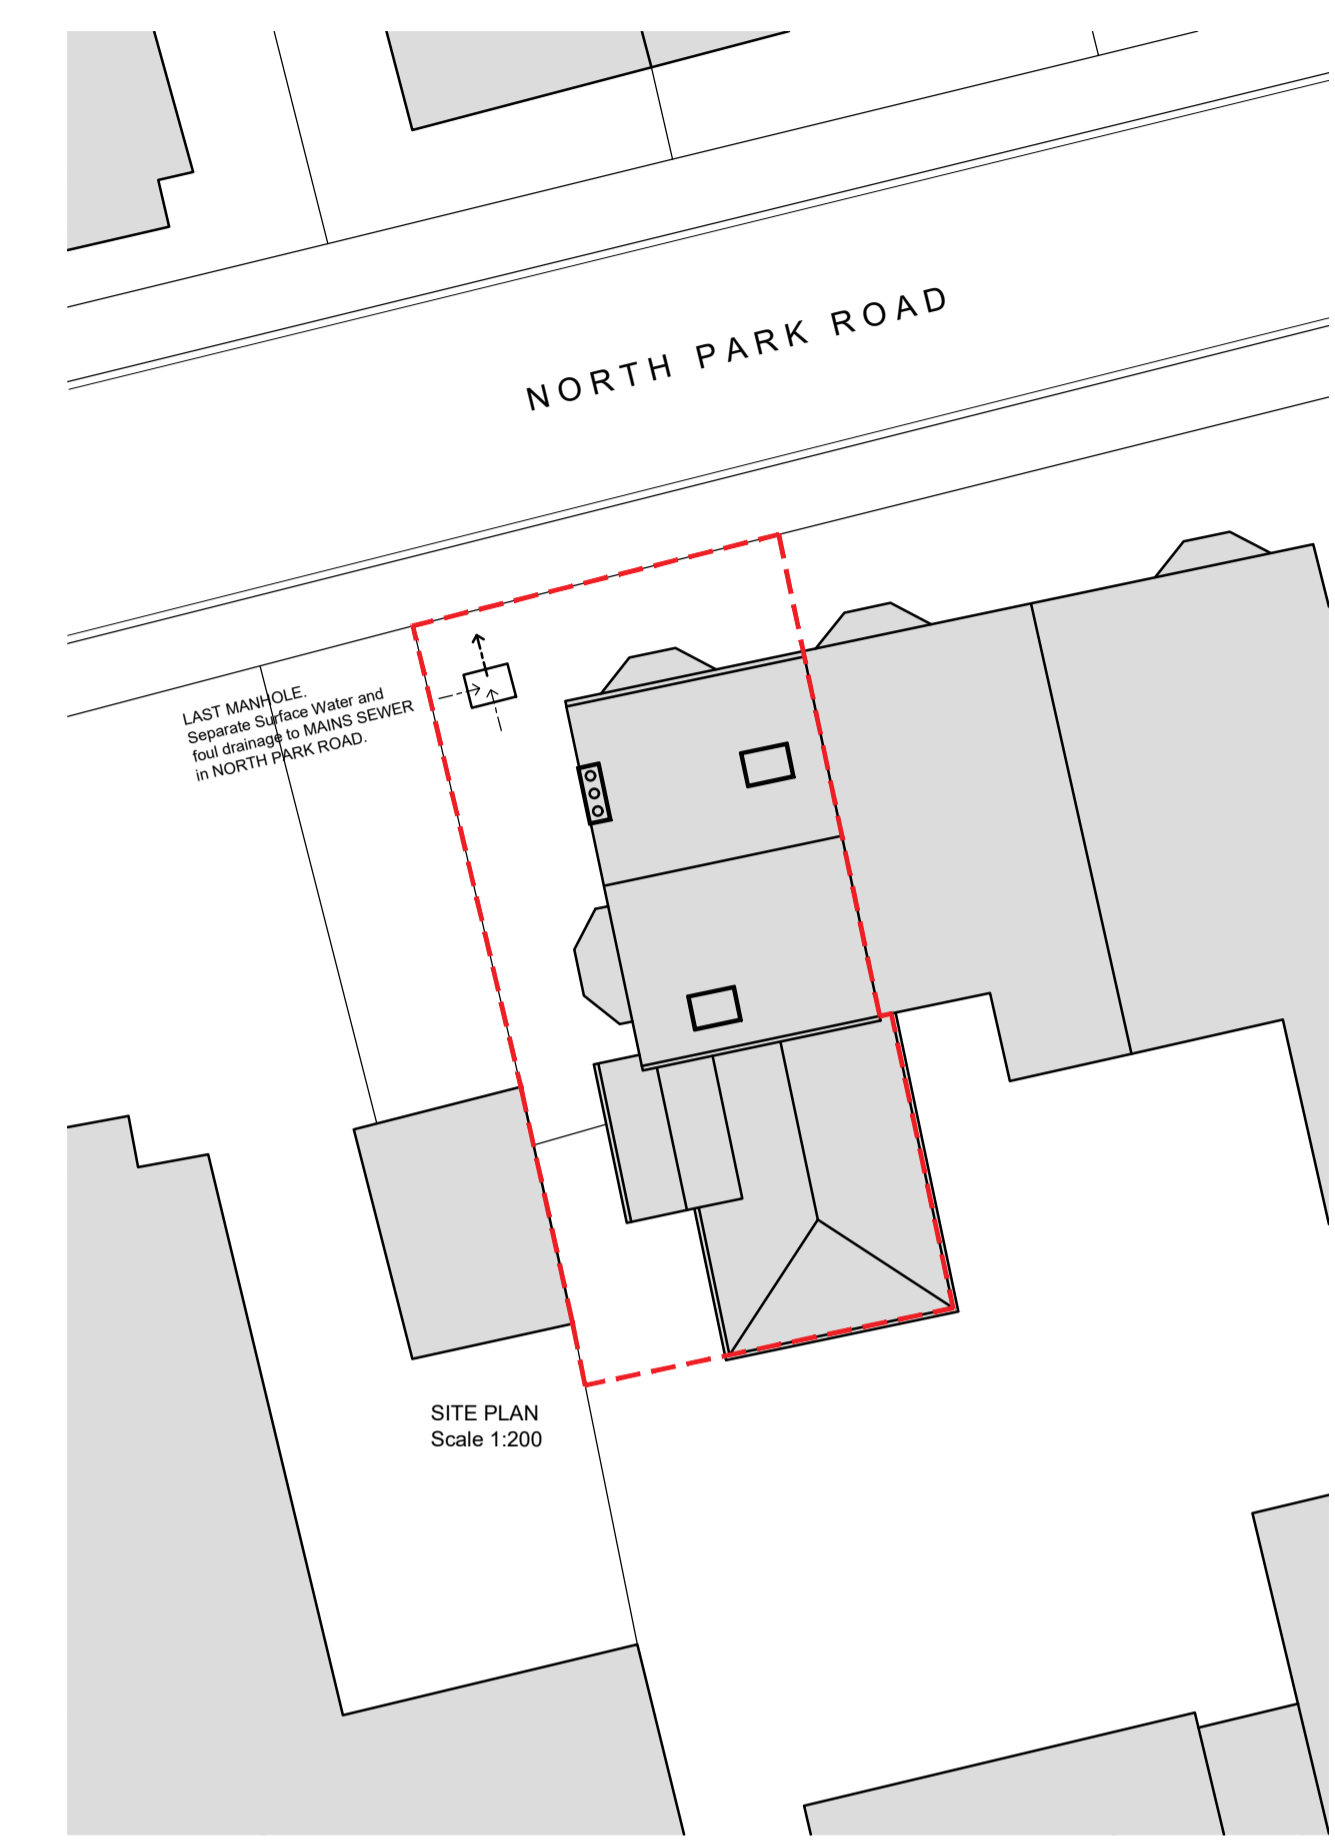 NORTH PARK ROAD
LAST MANHOLE.
Separate Surface Water and
foul drainage to MAINS SEWER
in NORTH PARK ROAD.
SITE PLAN
Scale 1:200